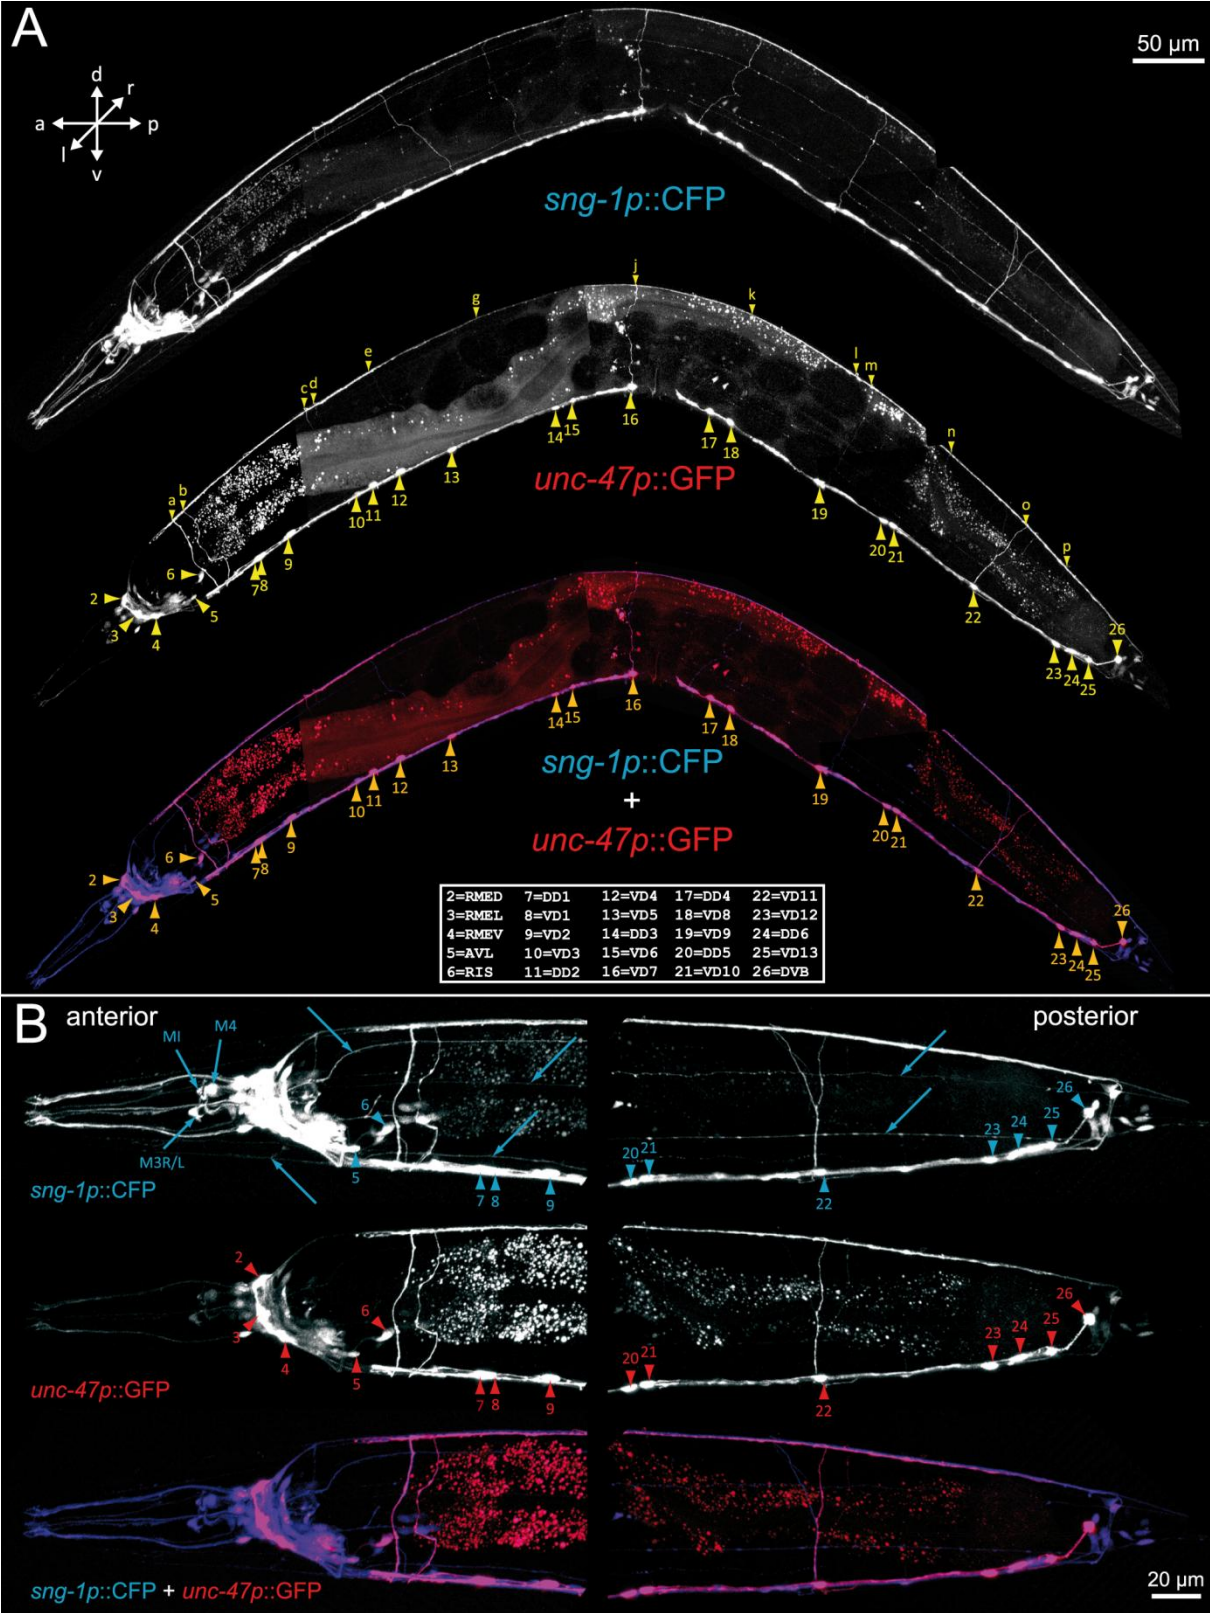 A
50 µm
d
r
a
p
l
v
sng-1p::CFP
j
g
k
e
l
m
c
d
16
14
15
17
18
unc-47p::GFP
n
b
a
13
12
11
10
19
o
9
20
21
p
6
8
7
2
5
22
3
4
26
23
24
25
16
14
15
17
18
sng-1p::CFP
+
unc-47p::GFP
13
12
11
10
19
9
20
21
6
8
7
2
5
22
3
4
26
23
24
25
2=RMED 7=DD1 12=VD4 17=DD4 22=VD11
3=RMEL 8=VD1 13=VD5 18=VD8 23=VD12
4=RMEV 9=VD2 14=DD3 19=VD9 24=DD6
5=AVL 10=VD3 15=VD6 20=DD5 25=VD13
6=RIS 11=DD2 16=VD7 21=VD10 26=DVB
B
anterior
posterior
MI
M4
6
26
M3R/L
5
7
8
9
20
21
22
23
24
25
sng-1p::CFP
2
6
3
4
5
7
8
9
26
20
21
22
23
24
25
unc-47p::GFP
sng-1p::CFP + unc-47p::GFP
20 µm